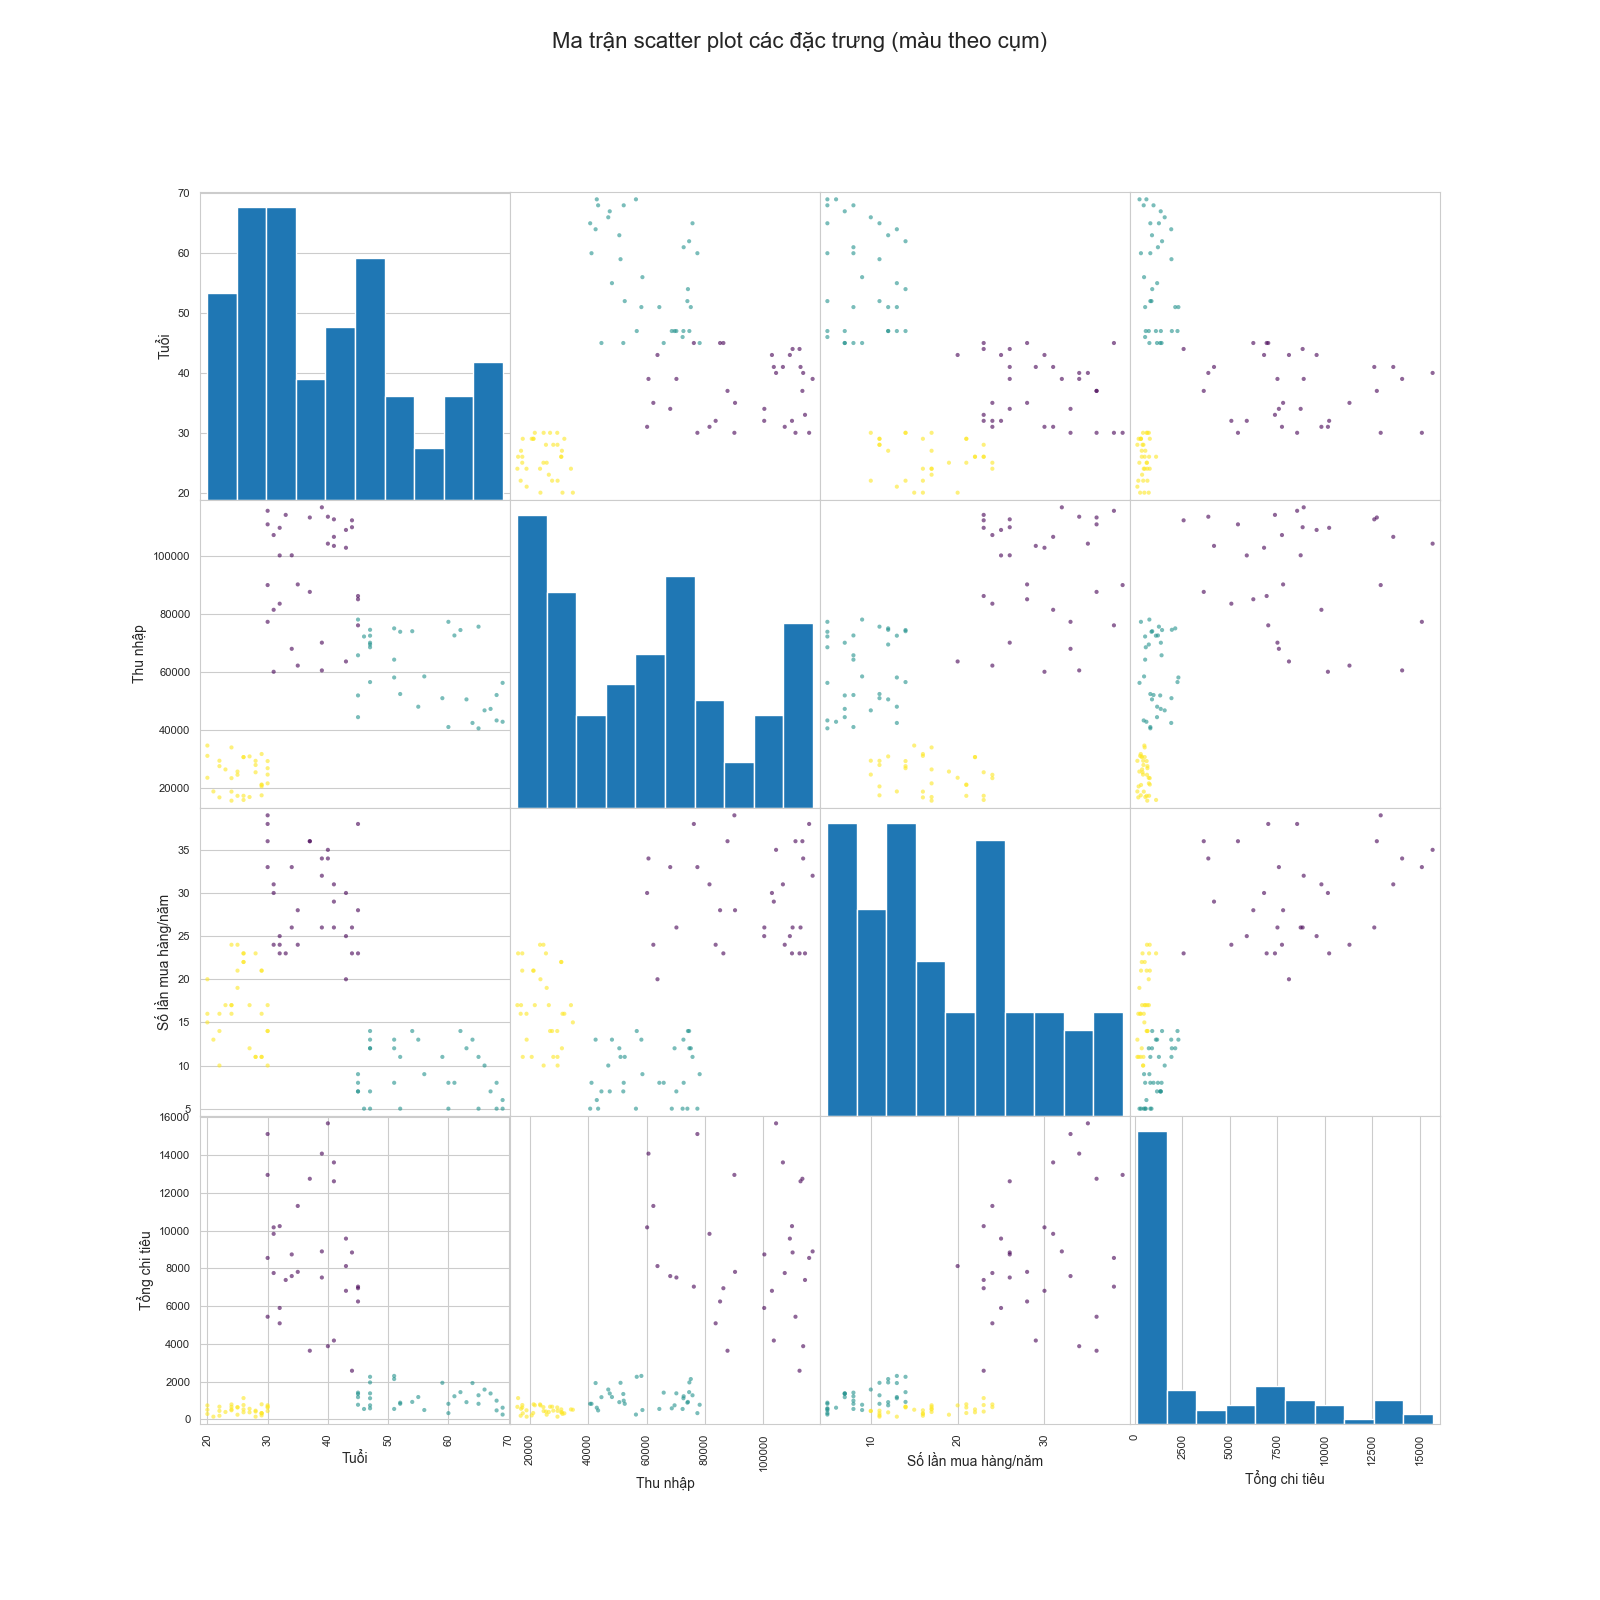 Ma trận scatter plot các đặc trưng (màu theo cụm)
70
60
50
40
30
20
Tuổi
100000
80000
60000
40000
20000
Thu nhập
35
30
25
20
15
10
5
Số lần mua hàng/năm
16000
14000
12000
10000
8000
6000
4000
2000
0
Tổng chi tiêu
20 30 40 50 60 70
Tuổi
20000 40000 60000 80000 100000
Thu nhập
10 20 30
Số lần mua hàng/năm
0 2500 5000 7500 10000 12500 15000
Tổng chi tiêu